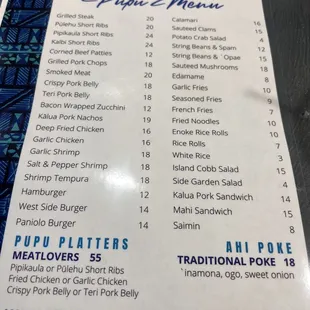 Pupu z Menu
Grilled Steak 20
Pūlehu Short Ribs 20
Pipikaula Short Ribs 24
Kalbi Short Ribs 24
Corned Beef Patties 12
Grilled Pork Chops 18
Smoked Meat 20
Crispy Pork Belly 18
Teri Pork Belly 18
Bacon Wrapped Zucchini 12
Kālua Pork Nachos 19
Deep Fried Chicken 14
Garlic Chicken 14
Garlic Shrimp 18
Salt & Pepper Shrimp 18
Shrimp Tempura 18
Hamburger 12
West Side Burger 14
Paniolo Burger 14
Calamari 16
Sauteed Clams 15
Potato Crab Salad 4
String Beans & Spam 12
String Beans & `Opae 15
Sauteed Mushrooms
Edamame 8
Garlic Fries 9
Seasoned Fries 9
French Fries 7
Fried Noodles 10
Enoke Rice Rolls 7
Rice Rolls 7
White Rice 3
Island Cobb Salad 15
Side Garden Salad 4
Kalua Pork Sandwich 14
Mahi Sandwich 15
Saimin 8
PUPU PLATTERS
MEATLOVERS 55
Pipikaula or Pūlehu Short Ribs
Fried Chicken or Garlic Chicken
Crispy Pork Belly or Teri Pork Belly
AHI POKE
TRADITIONAL POKE 18
`inamona, ogo, sweet onion